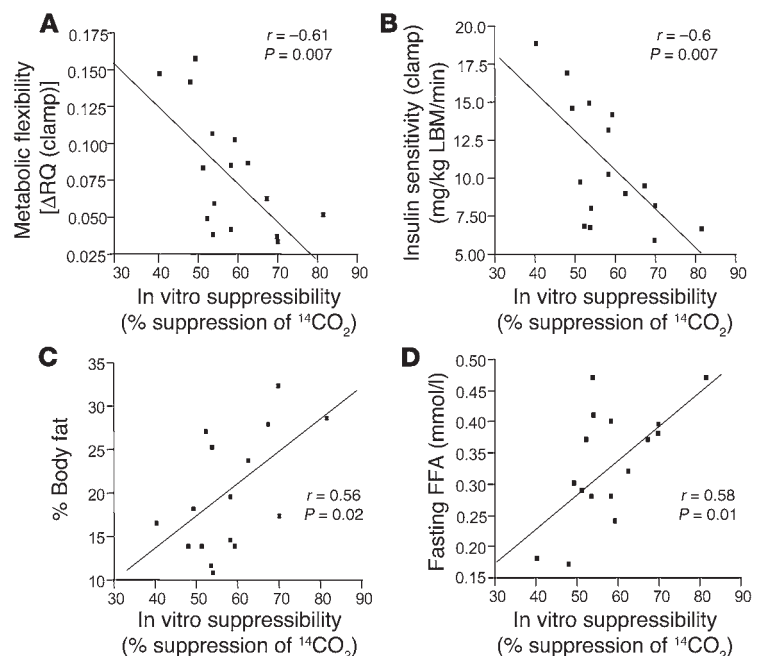 A
0.175
0.150
0.125
0.100
0.075
0.050
0.025
Metabolic flexibility
[ΔRQ (clamp)]
r = –0.61
P = 0.007
30 40 50 60 70 80 90
In vitro suppressibility
(% suppression of ¹⁴CO₂)
B
20.0
17.5
15.0
12.5
10.0
7.50
5.00
Insulin sensitivity (clamp)
(mg/kg LBM/min)
r = –0.6
P = 0.007
30 40 50 60 70 80 90
In vitro suppressibility
(% suppression of ¹⁴CO₂)
C
35
30
25
20
15
10
% Body fat
r = 0.56
P = 0.02
30 40 50 60 70 80 90
In vitro suppressibility
(% suppression of ¹⁴CO₂)
D
0.50
0.45
0.40
0.35
0.30
0.25
0.20
0.15
Fasting FFA (mmol/l)
r = 0.58
P = 0.01
30 40 50 60 70 80 90
In vitro suppressibility
(% suppression of ¹⁴CO₂)